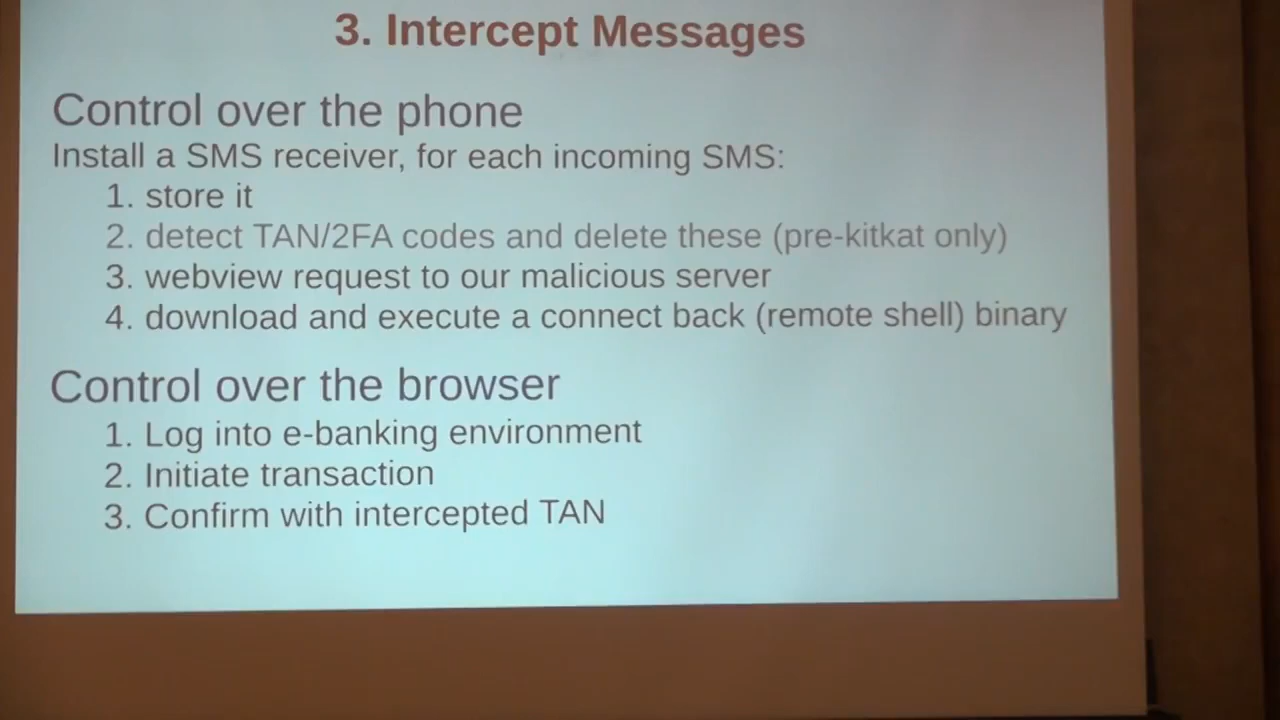 3. Intercept Messages
Control over the phone
Install a SMS receiver, for each incoming SMS:
1. store it
2. detect TAN/2FA codes and delete these (pre-kitkat only)
3. webview request to our malicious server
4. download and execute a connect back (remote shell) binary
Control over the browser
1. Log into e-banking environment
2. Initiate transaction
3. Confirm with intercepted TAN